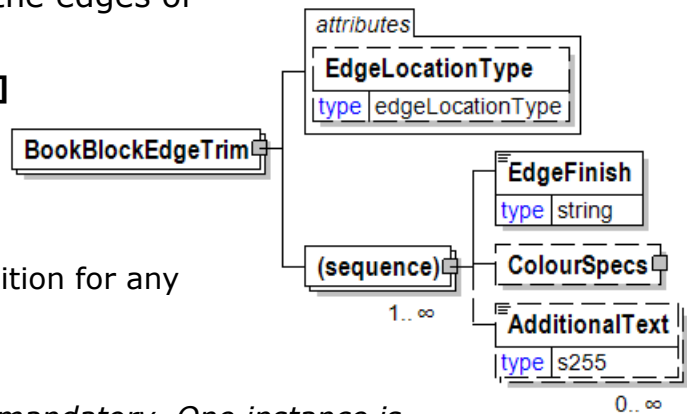 the edges of
attributes
EdgeLocationType
type edgeLocationType
]
BookBlockEdgeTrim
EdgeFinish
type string
(sequence)
ColourSpecs
ition for any
1.. ∞
AdditionalText
type s255
0.. ∞
mandatory. One instance is